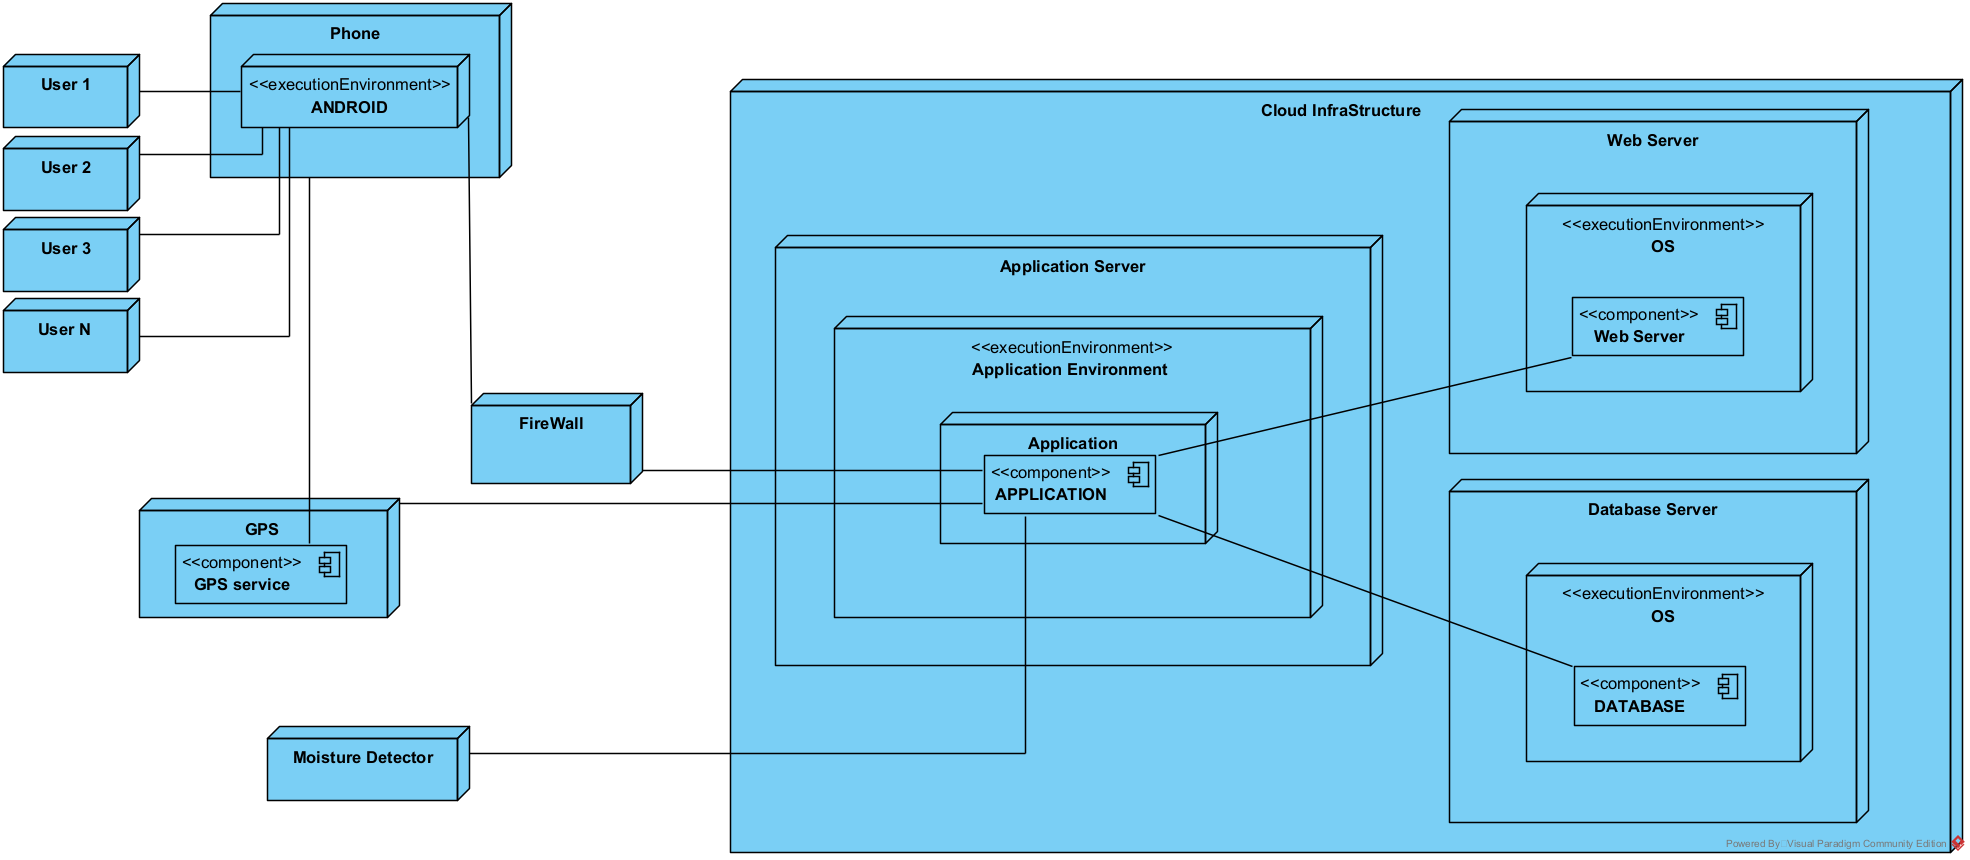 Phone
<<executionEnvironment>>
ANDROID
User 1
User 2
User 3
User N
FireWall
GPS
<<component>>
GPS service
Moisture Detector
Cloud InfraStructure
Application Server
<<executionEnvironment>>
Application Environment
Application
<<component>>
APPLICATION
Web Server
<<executionEnvironment>>
OS
<<component>>
Web Server
Database Server
<<executionEnvironment>>
OS
<<component>>
DATABASE
Powered By: Visual Paradigm Community Edition